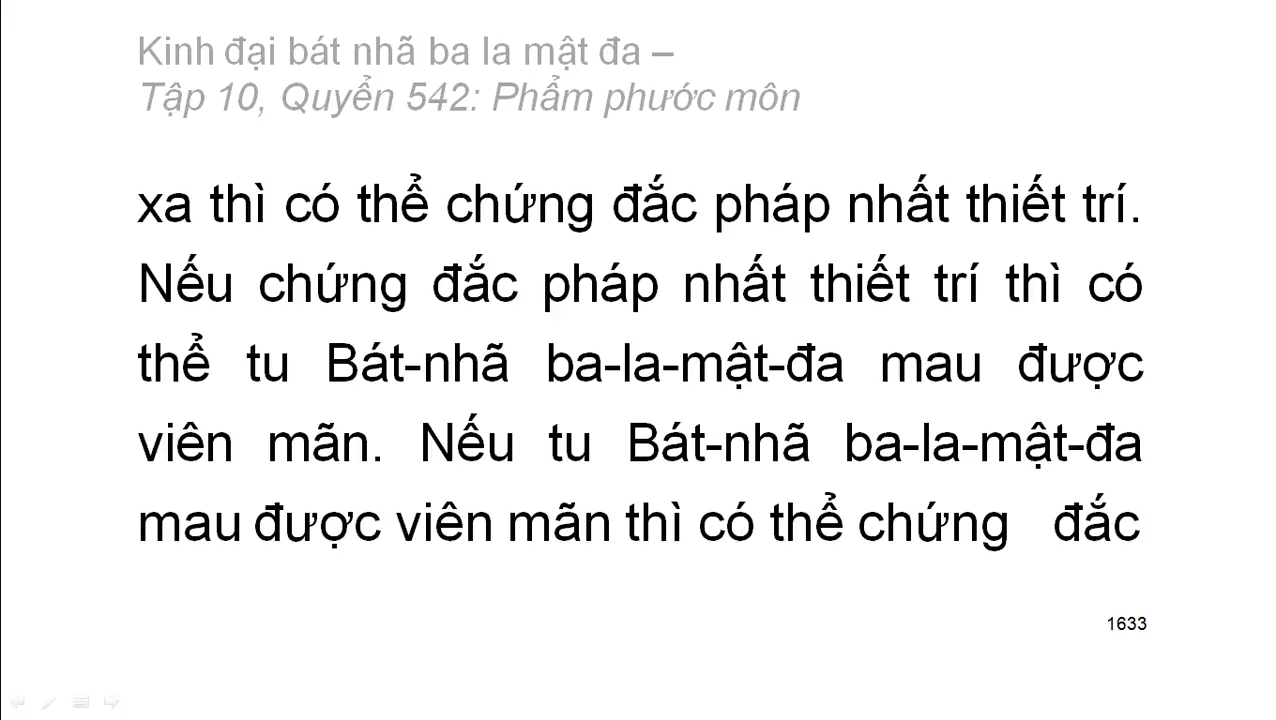 Kinh đại bát nhã ba la mật đa –
Tập 10, Quyển 542: Phẩm phước môn
xa thì có thể chứng đắc pháp nhất thiết trí.
Nếu chứng đắc pháp nhất thiết trí thì có
thể tu Bát-nhã ba-la-mật-đa mau được
viên mãn. Nếu tu Bát-nhã ba-la-mật-đa
mau được viên mãn thì có thể chứng đắc
1633